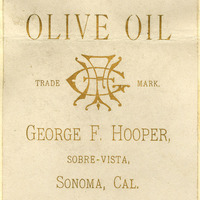 OLIVE OIL
TRADE MARK.
GEORGE F. HOOPER,
SOBRE-VISTA,
SONOMA, CAL.